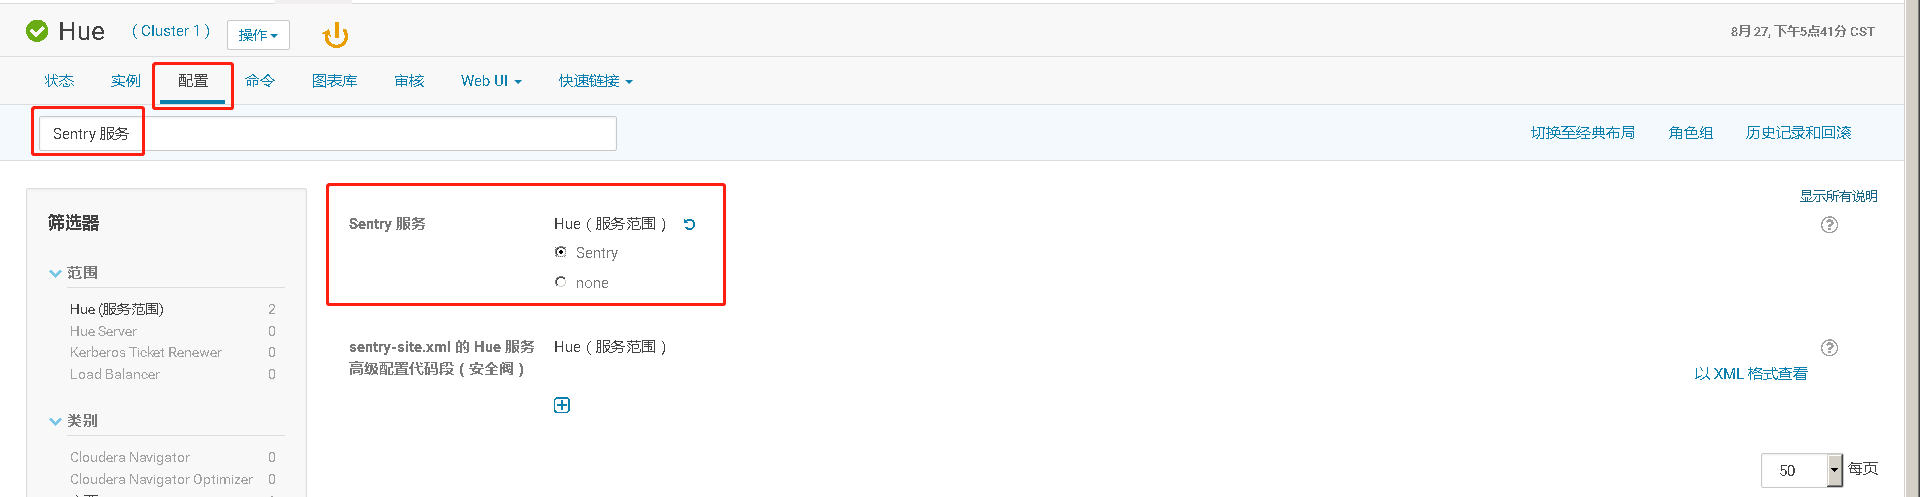 Hue ( Cluster 1 ) 操作 8月 27, 下午5点41分 CST
状态 实例 配置 命令 图表库 审核 Web UI 快速链接
Sentry 服务 切换至经典布局 角色组 历史记录和回滚
显示所有说明
筛选器
范围
Hue (服务范围) 2
Hue Server 0
Kerberos Ticket Renewer 0
Load Balancer 0
类别
Cloudera Navigator 0
Cloudera Navigator Optimizer 0
Sentry 服务 Hue ( 服务范围 )
Sentry
none
sentry-site.xml 的 Hue 服务 Hue ( 服务范围 )
高级配置代码段 ( 安全阀 )
以 XML 格式查看
50 每页